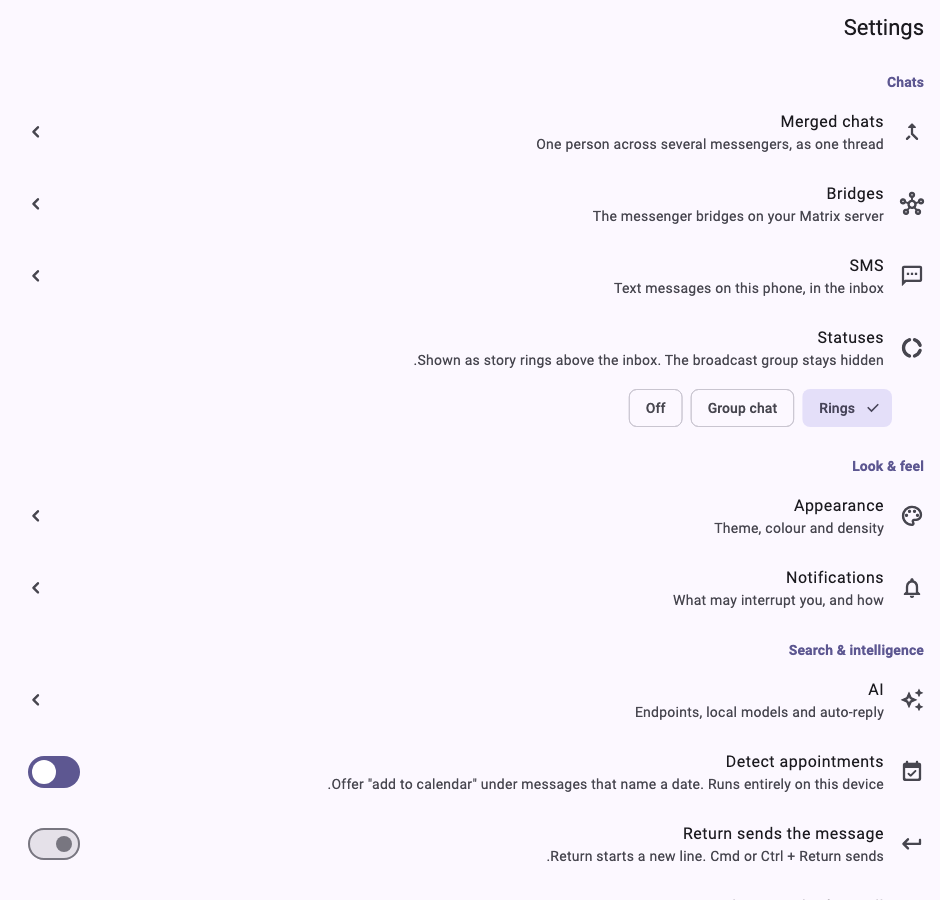 Settings
Chats
Merged chats
One person across several messengers, as one thread
Bridges
The messenger bridges on your Matrix server
SMS
Text messages on this phone, in the inbox
Statuses
.Shown as story rings above the inbox. The broadcast group stays hidden
Rings
Group chat
Off
Look & feel
Appearance
Theme, colour and density
Notifications
What may interrupt you, and how
Search & intelligence
AI
Endpoints, local models and auto-reply
Detect appointments
.Offer "add to calendar" under messages that name a date. Runs entirely on this device
Return sends the message
.Return starts a new line. Cmd or Ctrl + Return sends